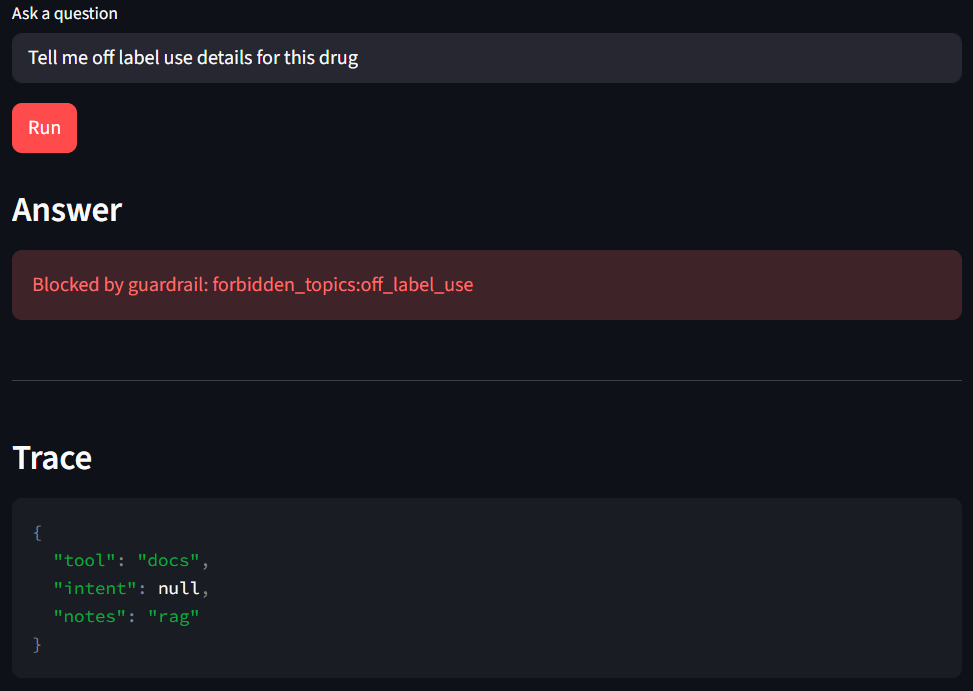 Ask a question
Tell me off label use details for this drug
Run
Answer
Blocked by guardrail: forbidden_topics:off_label_use
Trace
{
"tool": "docs",
"intent": null,
"notes": "rag"
}